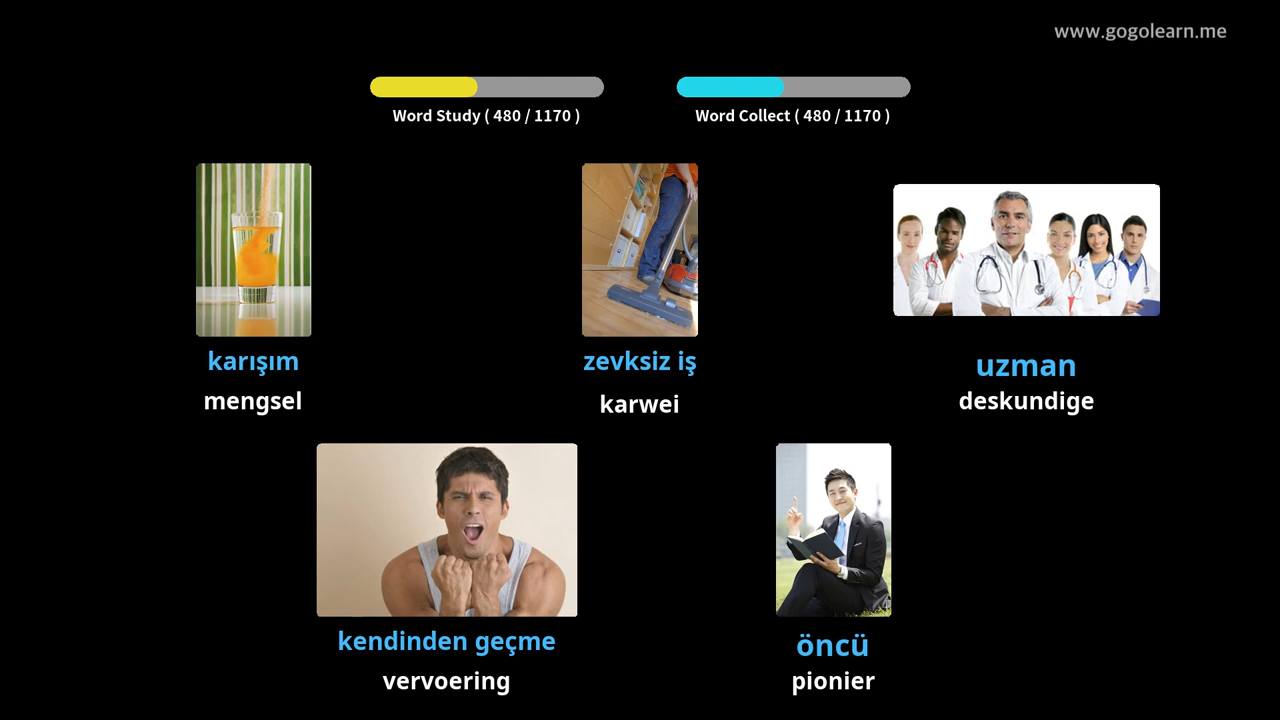 www.gogolearn.me
Word Study ( 480 / 1170 )
Word Collect ( 480 / 1170 )
karışım
mengsel
zevksiz iş
karwei
uzman
deskundige
kendinden geçme
vervoering
öncü
pionier